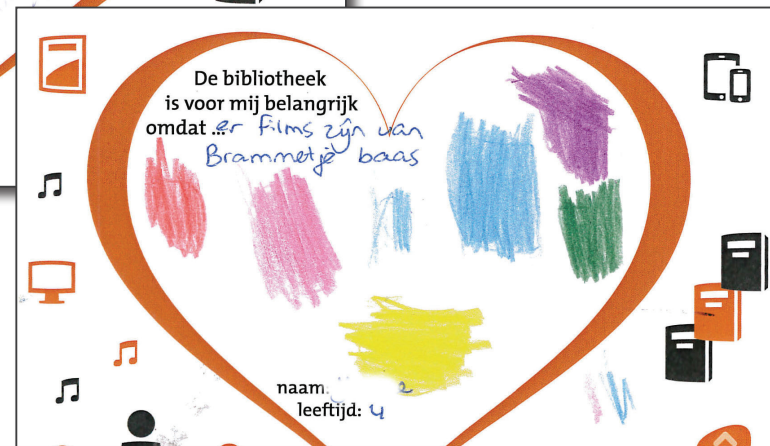 De bibliotheek
is voor mij belangrijk
omdat ... er films zijn van
Brammetje baas
naam:
leeftijd: 4